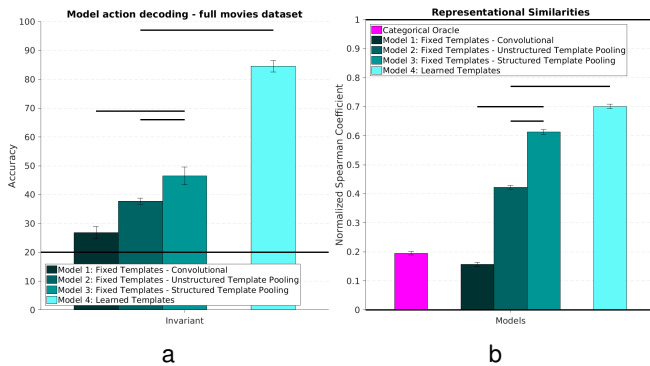 Model action decoding - full movies dataset
100
90
80
70
60
50
40
30
20
10
0
Accuracy
Model 1: Fixed Templates - Convolutional
Model 2: Fixed Templates - Unstructured Template Pooling
Model 3: Fixed Templates - Structured Template Pooling
Model 4: Learned Templates
Invariant
a
Representational Similarities
1
0.9
0.8
0.7
0.6
0.5
0.4
0.3
0.2
0.1
0
Normalized Spearman Coefficient
Categorical Oracle
Model 1: Fixed Templates - Convolutional
Model 2: Fixed Templates - Unstructured Template Pooling
Model 3: Fixed Templates - Structured Template Pooling
Model 4: Learned Templates
Models
b